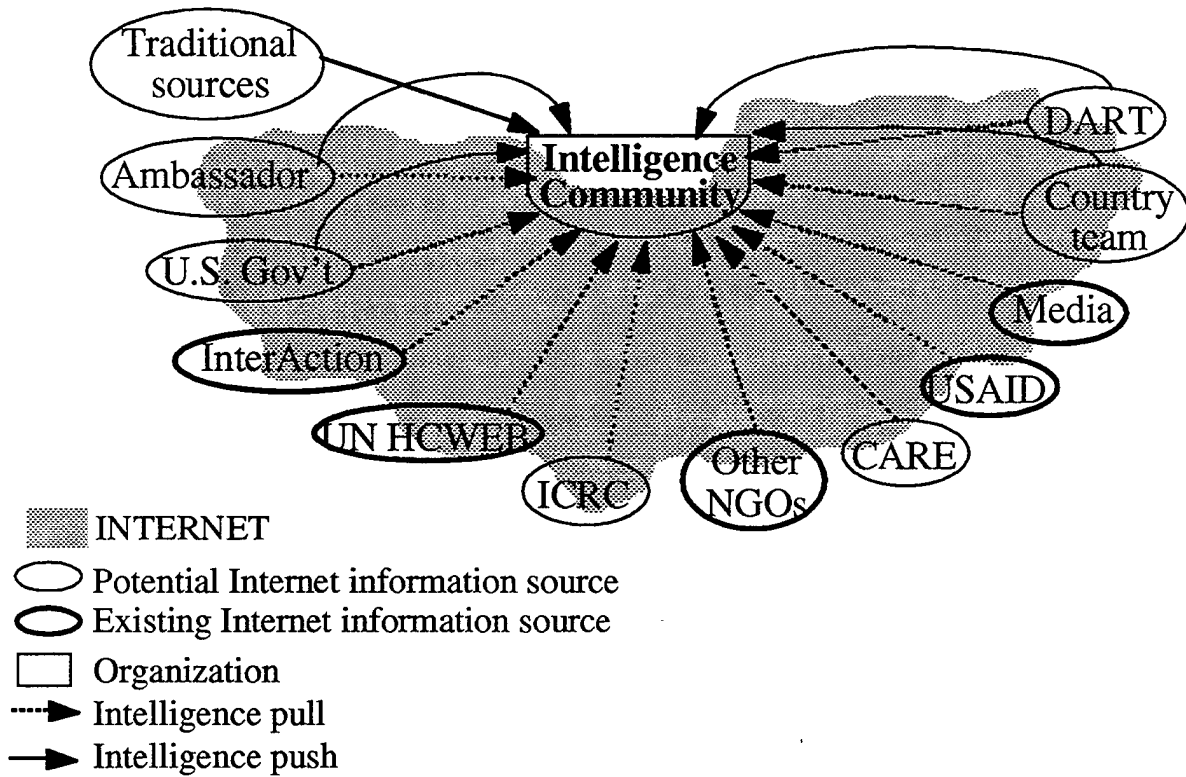 Traditional
sources
DART
Ambassador
Intelligence
Community
Country
team
U.S. Gov't
Media
InterAction
USAID
UN HCWEB
CARE
Other
NGOs
ICRC
INTERNET
Potential Internet information source
Existing Internet information source
Organization
Intelligence pull
Intelligence push